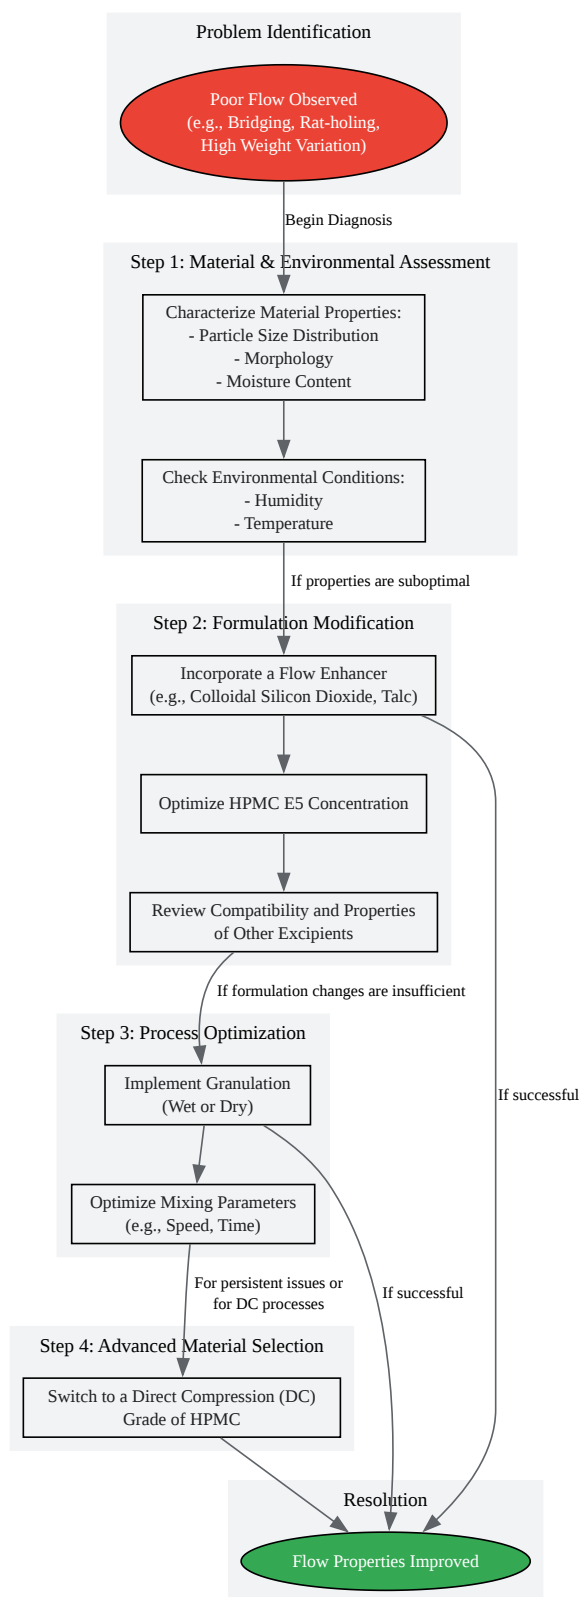 Problem Identification
Poor Flow Observed
(e.g., Bridging, Rat-holing,
High Weight Variation)
Begin Diagnosis
Step 1: Material & Environmental Assessment
Characterize Material Properties:
- Particle Size Distribution
- Morphology
- Moisture Content
Check Environmental Conditions:
- Humidity
- Temperature
If properties are suboptimal
Step 2: Formulation Modification
Incorporate a Flow Enhancer
(e.g., Colloidal Silicon Dioxide, Talc)
Optimize HPMC E5 Concentration
Review Compatibility and Properties
of Other Excipients
If formulation changes are insufficient
Step 3: Process Optimization
Implement Granulation
(Wet or Dry)
If successful
Optimize Mixing Parameters
(e.g., Speed, Time)
For persistent issues or
for DC processes
If successful
Step 4: Advanced Material Selection
Switch to a Direct Compression (DC)
Grade of HPMC
Resolution
Flow Properties Improved